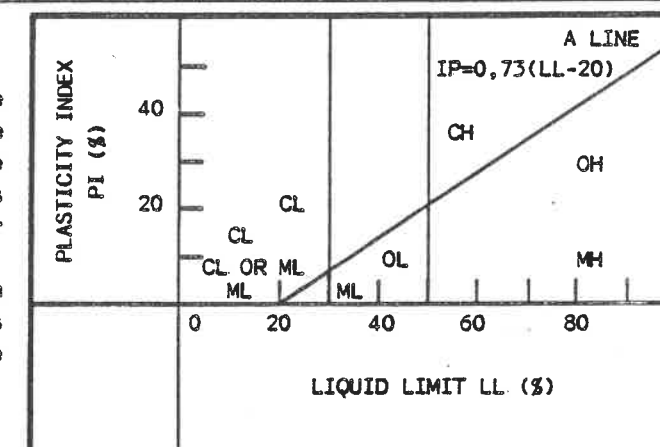 A LINE
IP=0,73(LL-20)
PLASTICITY INDEX
PI (%)
40
20
CH
OH
CL
CL
CL OR ML
OL
MH
ML
ML
0 20 40 60 80
LIQUID LIMIT LL (%)